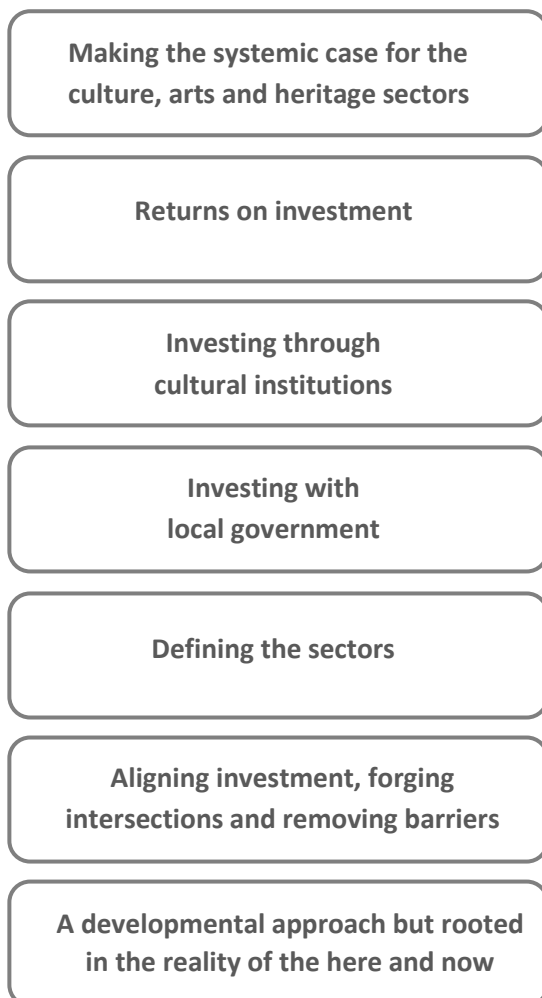 Making the systemic case for the
culture, arts and heritage sectors
Returns on investment
Investing through
cultural institutions
Investing with
local government
Defining the sectors
Aligning investment, forging
intersections and removing barriers
A developmental approach but rooted
in the reality of the here and now